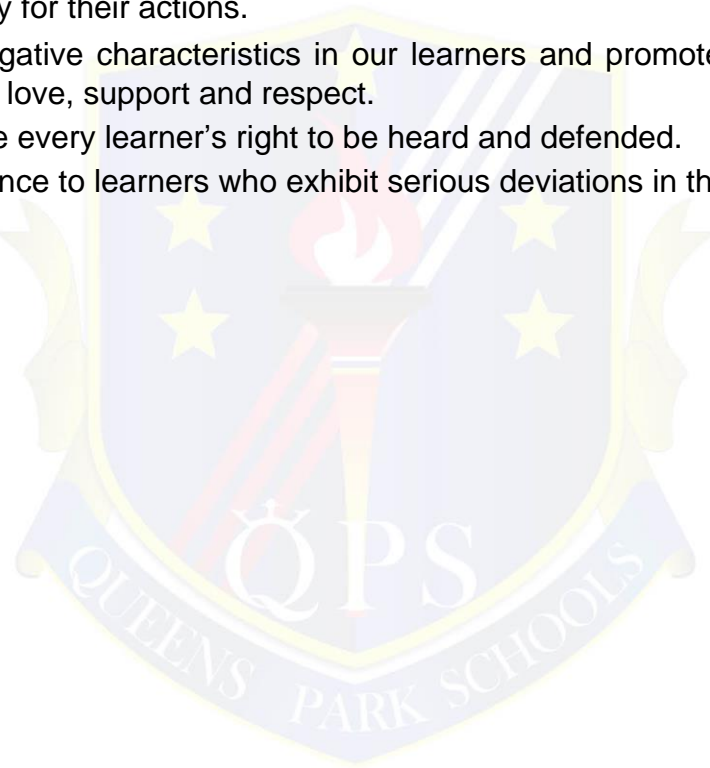 y for their actions.
gative characteristics in our learners and promote
love, support and respect.
e every learner's right to be heard and defended.
nce to learners who exhibit serious deviations in th
QPS
QUEENS PARK SCHOOLS